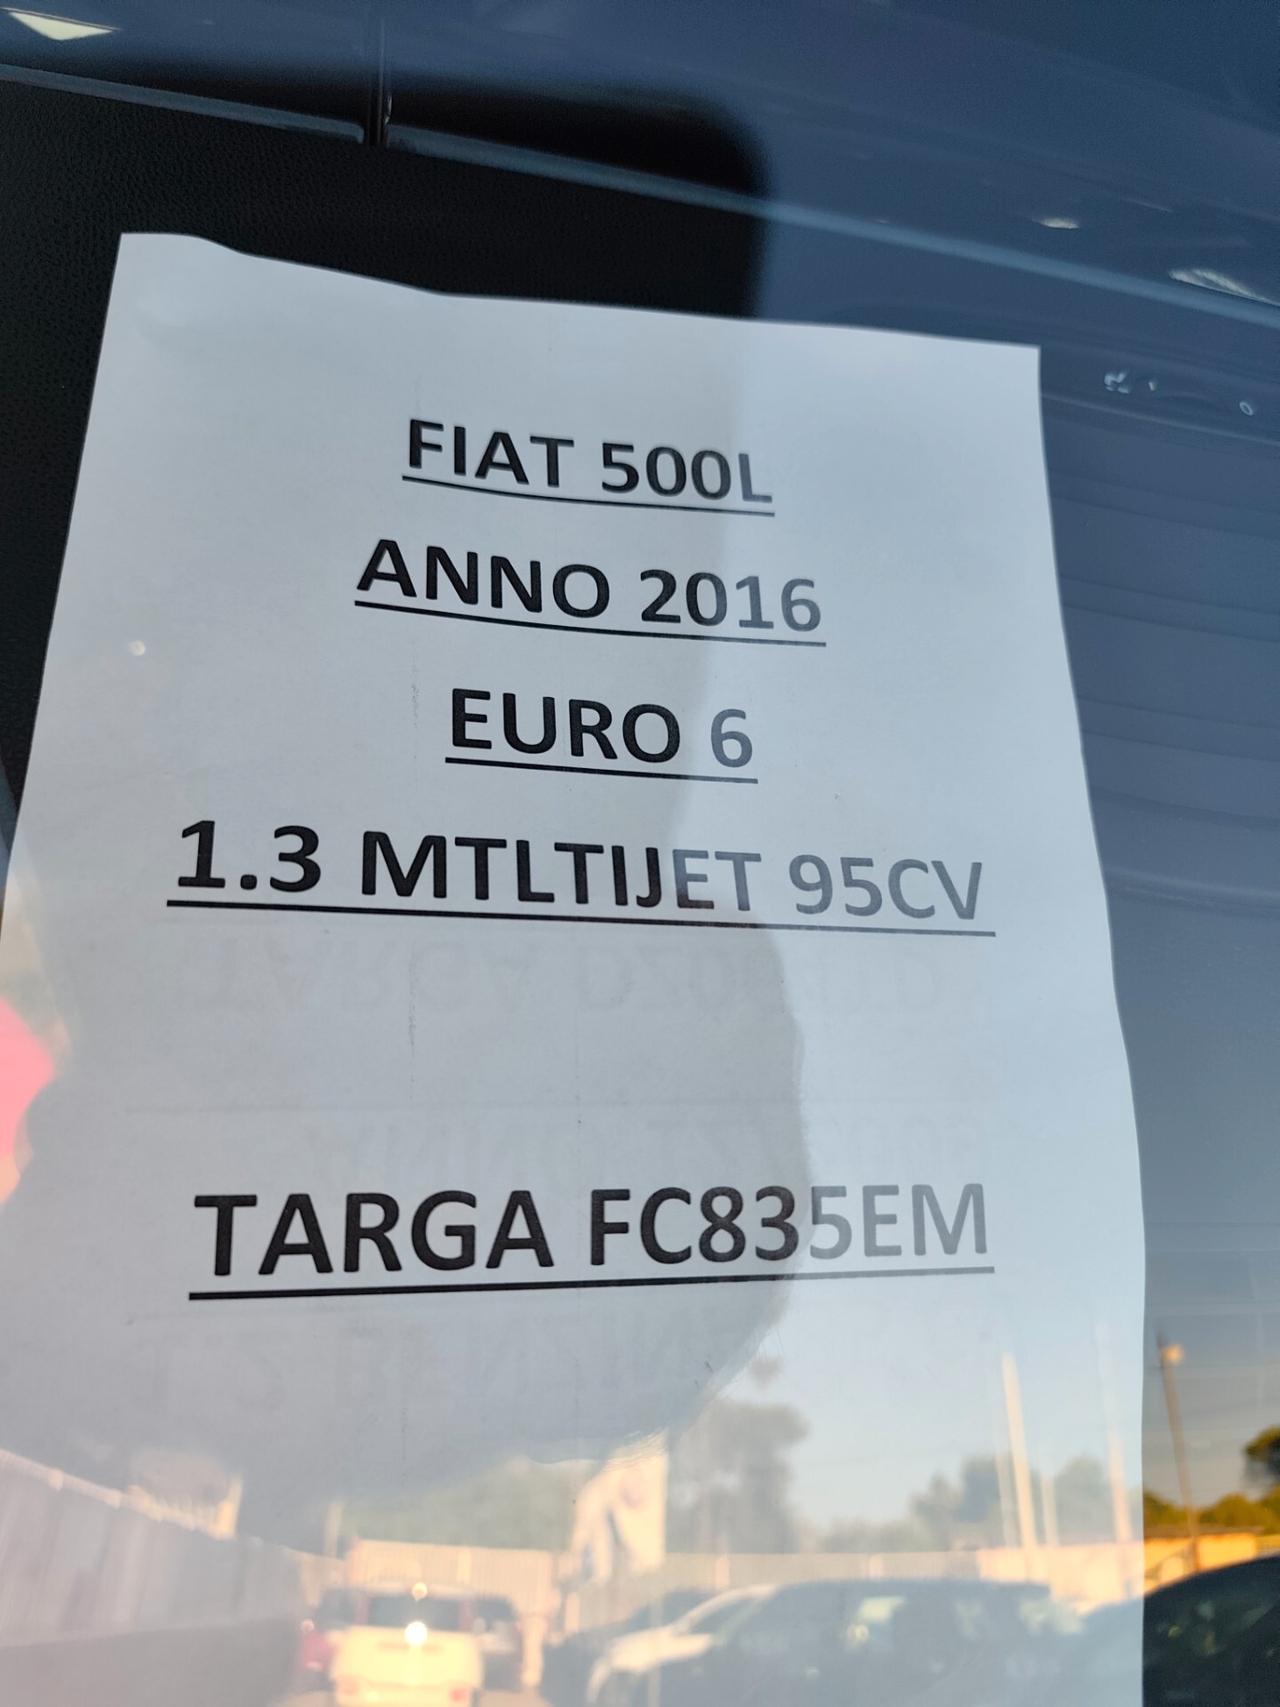 FIAT 500L
ANNO 2016
EURO 6
1.3 MTLTIJET 95CV
TARGA FC835EM